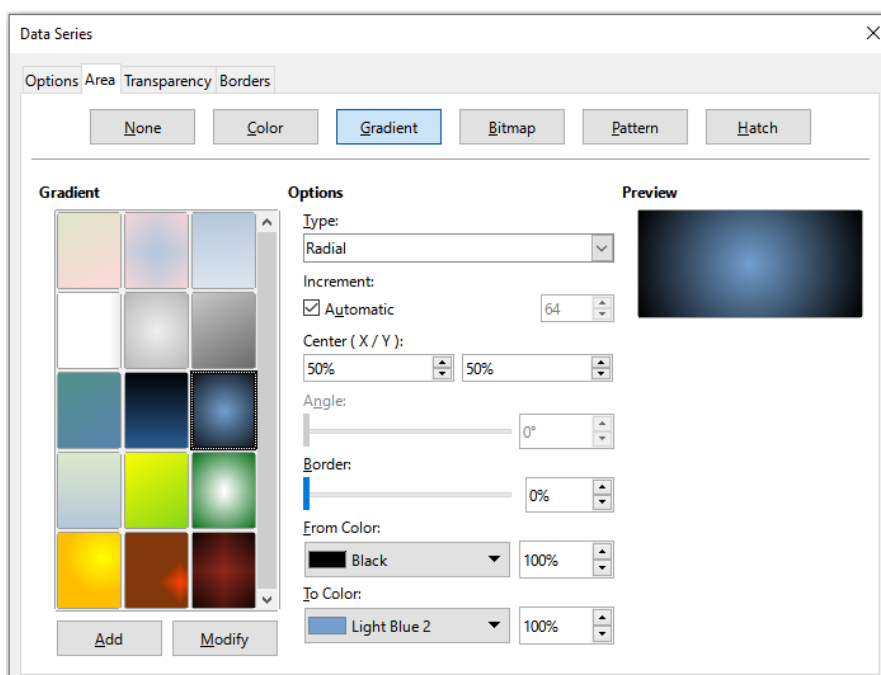 Data Series
Options Area Transparency Borders
None Color Gradient Bitmap Pattern Hatch
Gradient
Options
Type:
Radial
Increment:
Automatic 64
Center ( X / Y ):
50% 50%
Angle:
0°
Border:
0%
From Color:
Black 100%
To Color:
Light Blue 2 100%
Preview
Add Modify